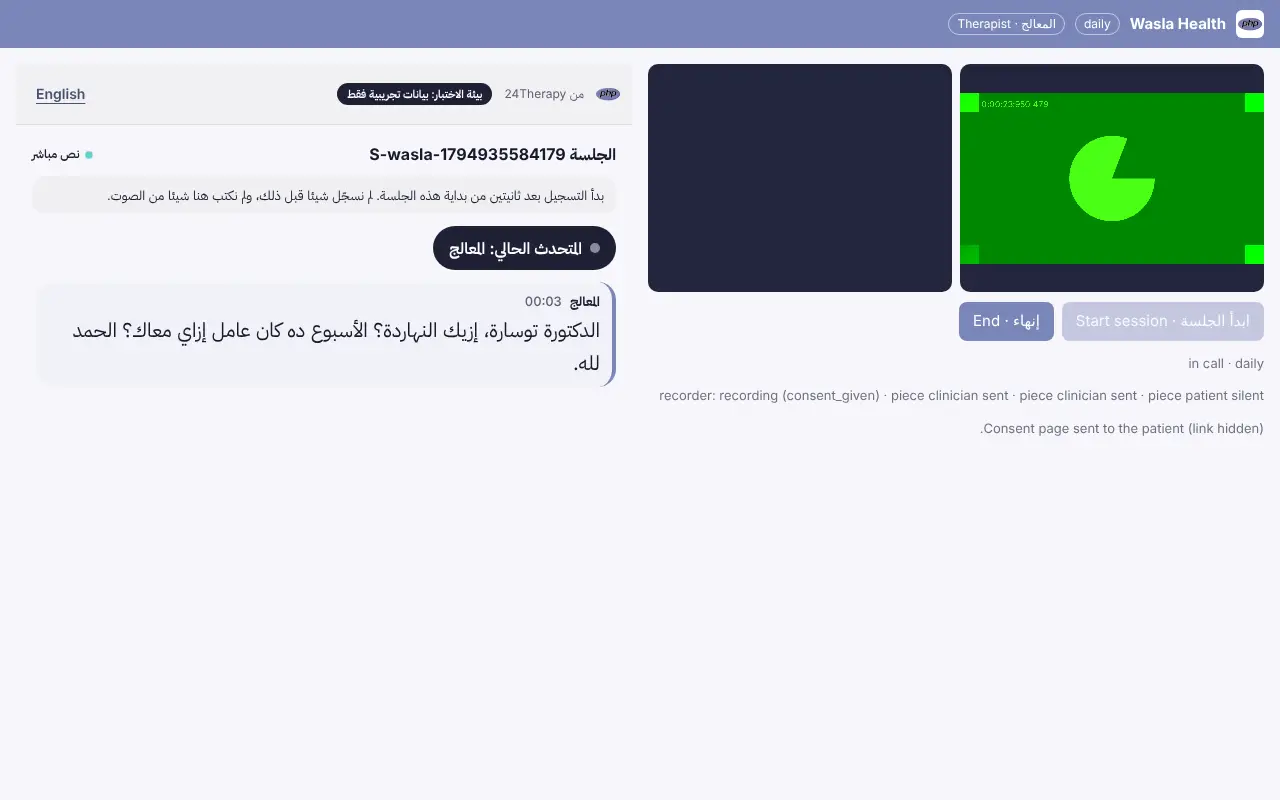 php Wasla Health daily المعالج · Therapist
php من 24Therapy بيئة الاختبار: بيانات تجريبية فقط English
الجلسة S-wasla-1794935584179
نص مباشر
بدأ التسجيل بعد ثانيتين من بداية هذه الجلسة. لم نسجّل شيئا قبل ذلك، ولم نكتب هنا شيئا من الصوت.
المتحدث الحالي: المعالج
المعالج 00:03
الدكتورة توسارة، إزيك النهاردة؟ الأسبوع ده كان عامل إزاي معاك؟ الحمد
لله.
0:00:23:950 479
ابدأ الجلسة · Start session
إنهاء · End
in call · daily
recorder: recording (consent_given) · piece clinician sent · piece clinician sent · piece patient silent
.Consent page sent to the patient (link hidden)